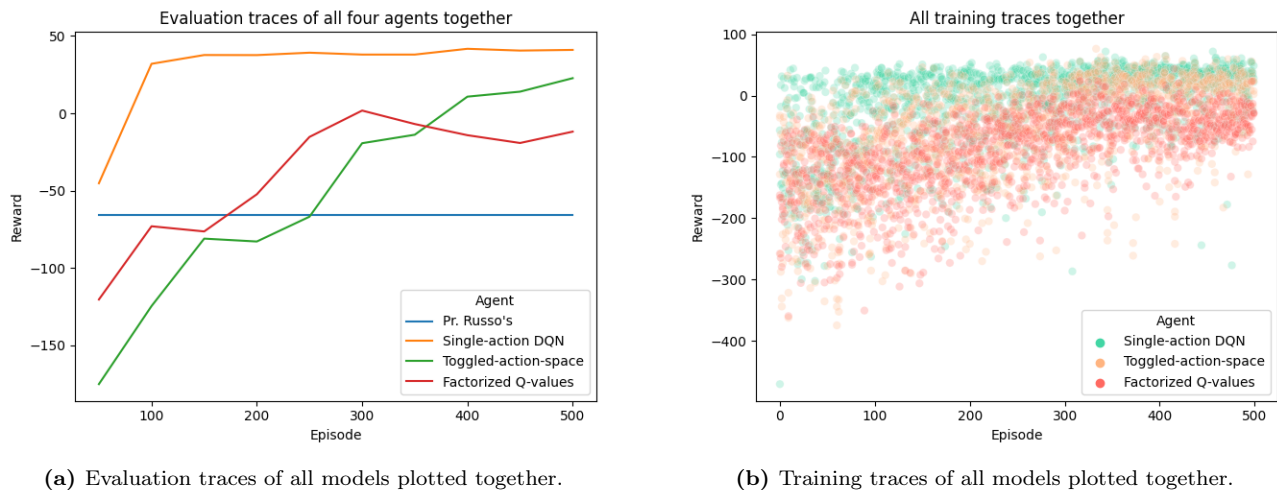 Evaluation traces of all four agents together
50
0
−50
−100
−150
Reward
100
200
300
400
500
Episode
Agent
Pr. Russo's
Single-action DQN
Toggled-action-space
Factorized Q-values
(a) Evaluation traces of all models plotted together.
All training traces together
100
0
−100
−200
−300
−400
Reward
0
100
200
300
400
500
Episode
Agent
Single-action DQN
Toggled-action-space
Factorized Q-values
(b) Training traces of all models plotted together.